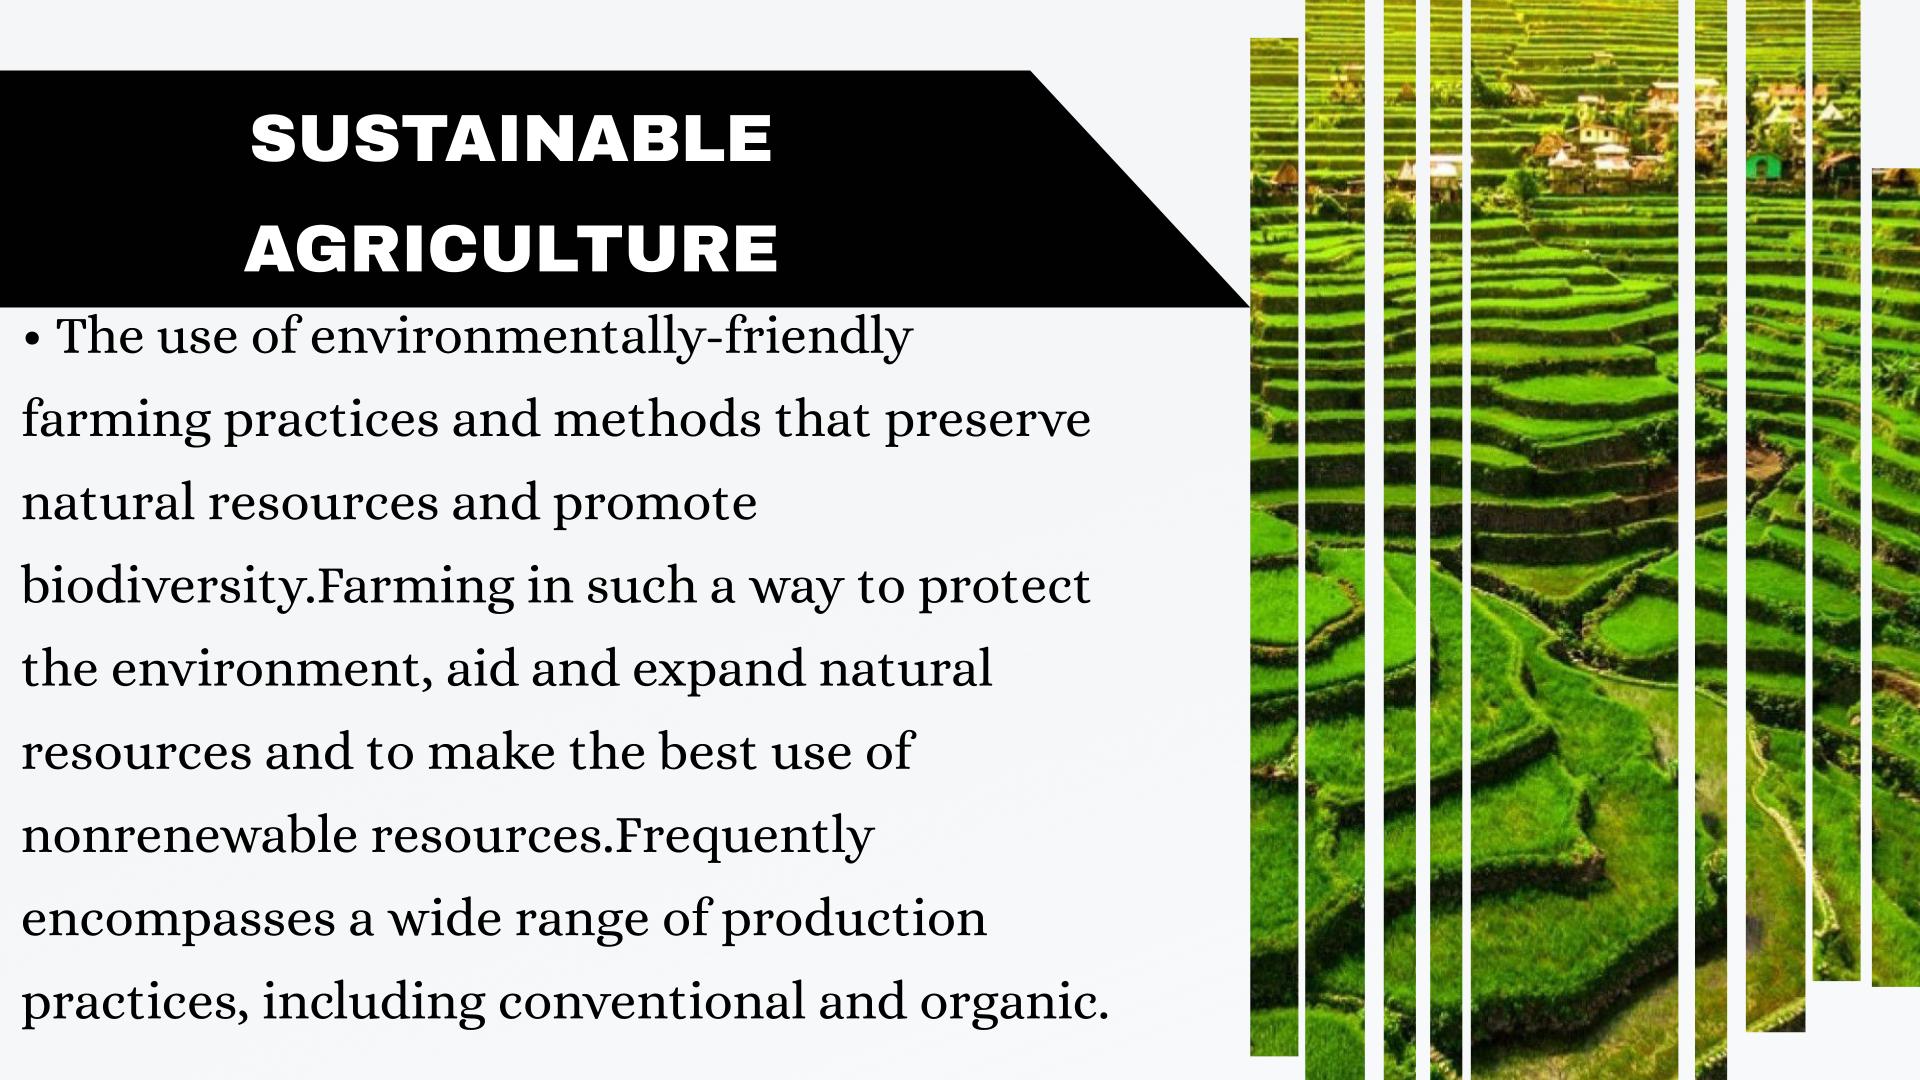 SUSTAINABLE
AGRICULTURE
• The use of environmentally-friendly
farming practices and methods that preserve
natural resources and promote
biodiversity.Farming in such a way to protect
the environment, aid and expand natural
resources and to make the best use of
nonrenewable resources.Frequently
encompasses a wide range of production
practices, including conventional and organic.